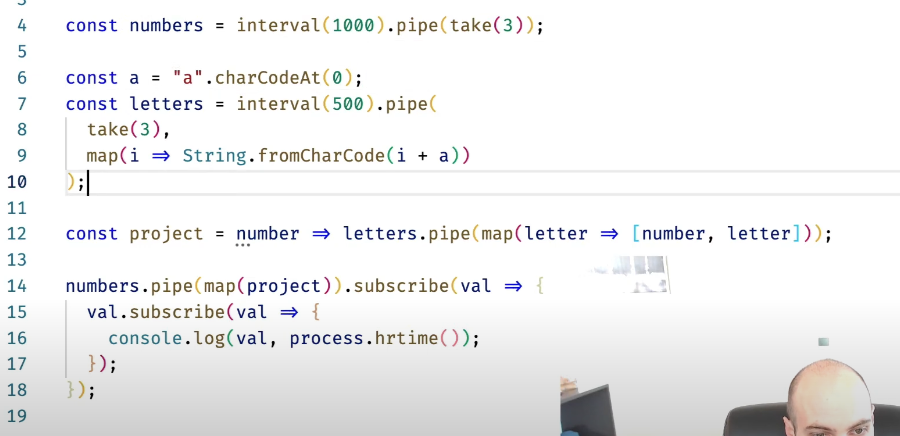 4 const numbers = interval(1000).pipe(take(3));
5
6 const a = "a".charCodeAt(0);
7 const letters = interval(500).pipe(
8 take(3),
9 map(i => String.fromCharCode(i + a))
10 );
11
12 const project = number => letters.pipe(map(letter => [number, letter]));
13
14 numbers.pipe(map(project)).subscribe(val => {
15 val.subscribe(val => {
16 console.log(val, process.hrtime());
17 });
18 });
19